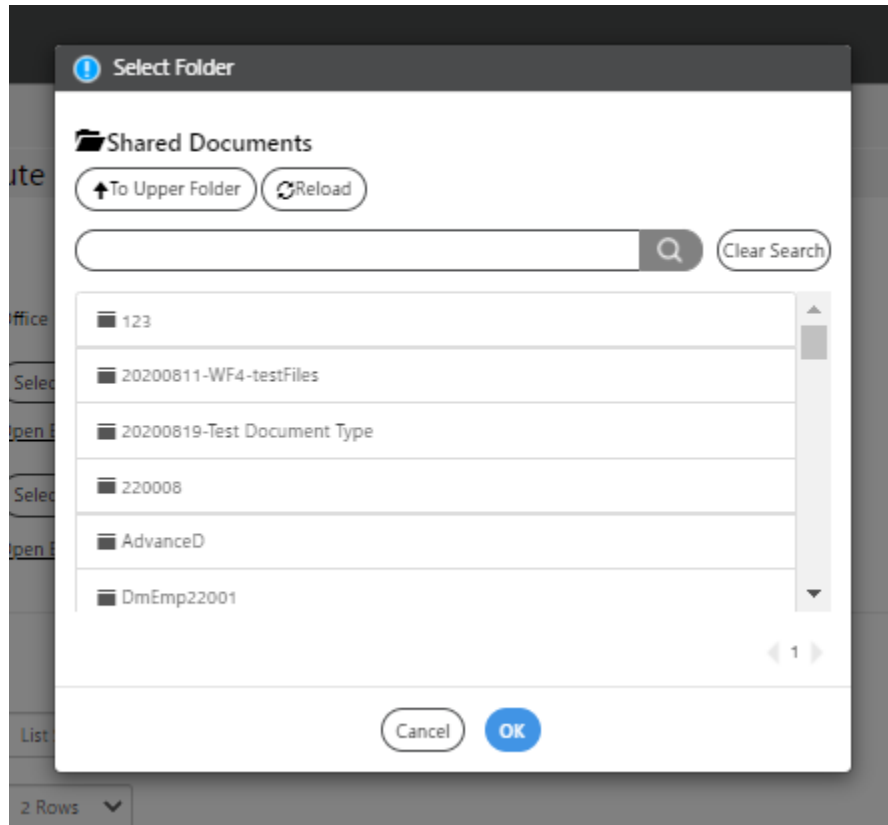 Select Folder
Shared Documents
To Upper Folder Reload
Clear Search
123
20200811-WF4-testFiles
20200819-Test Document Type
220008
AdvanceD
DmEmp22001
1
Cancel OK
List
2 Rows